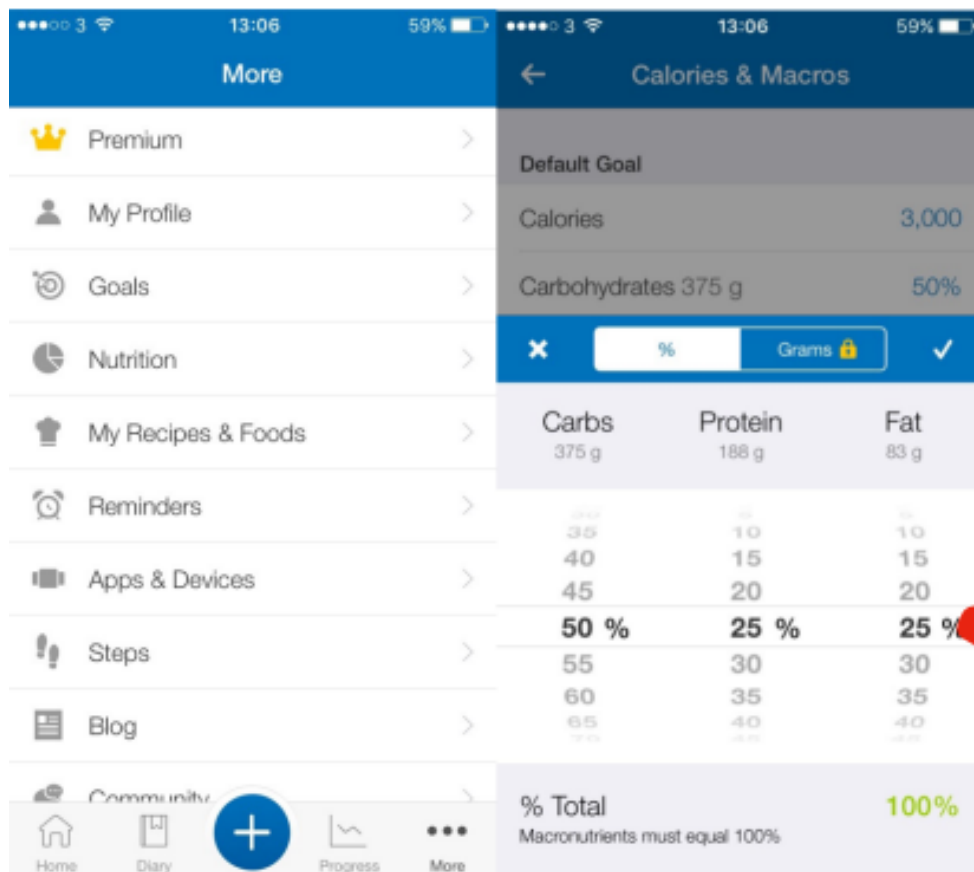 3 13:06 59%
More
Premium
My Profile
Goals
Nutrition
My Recipes & Foods
Reminders
Apps & Devices
Steps
Blog
Community
Home Diary + Progress More
3 13:06 59%
Calories & Macros
Default Goal
Calories 3,000
Carbohydrates 375 g 50%
% Grams
Carbs Protein Fat
375 g 188 g 83 g
35 10 10
40 15 15
45 20 20
50 % 25 % 25 %
55 30 30
60 35 35
65 40 40
% Total 100%
Macronutrients must equal 100%